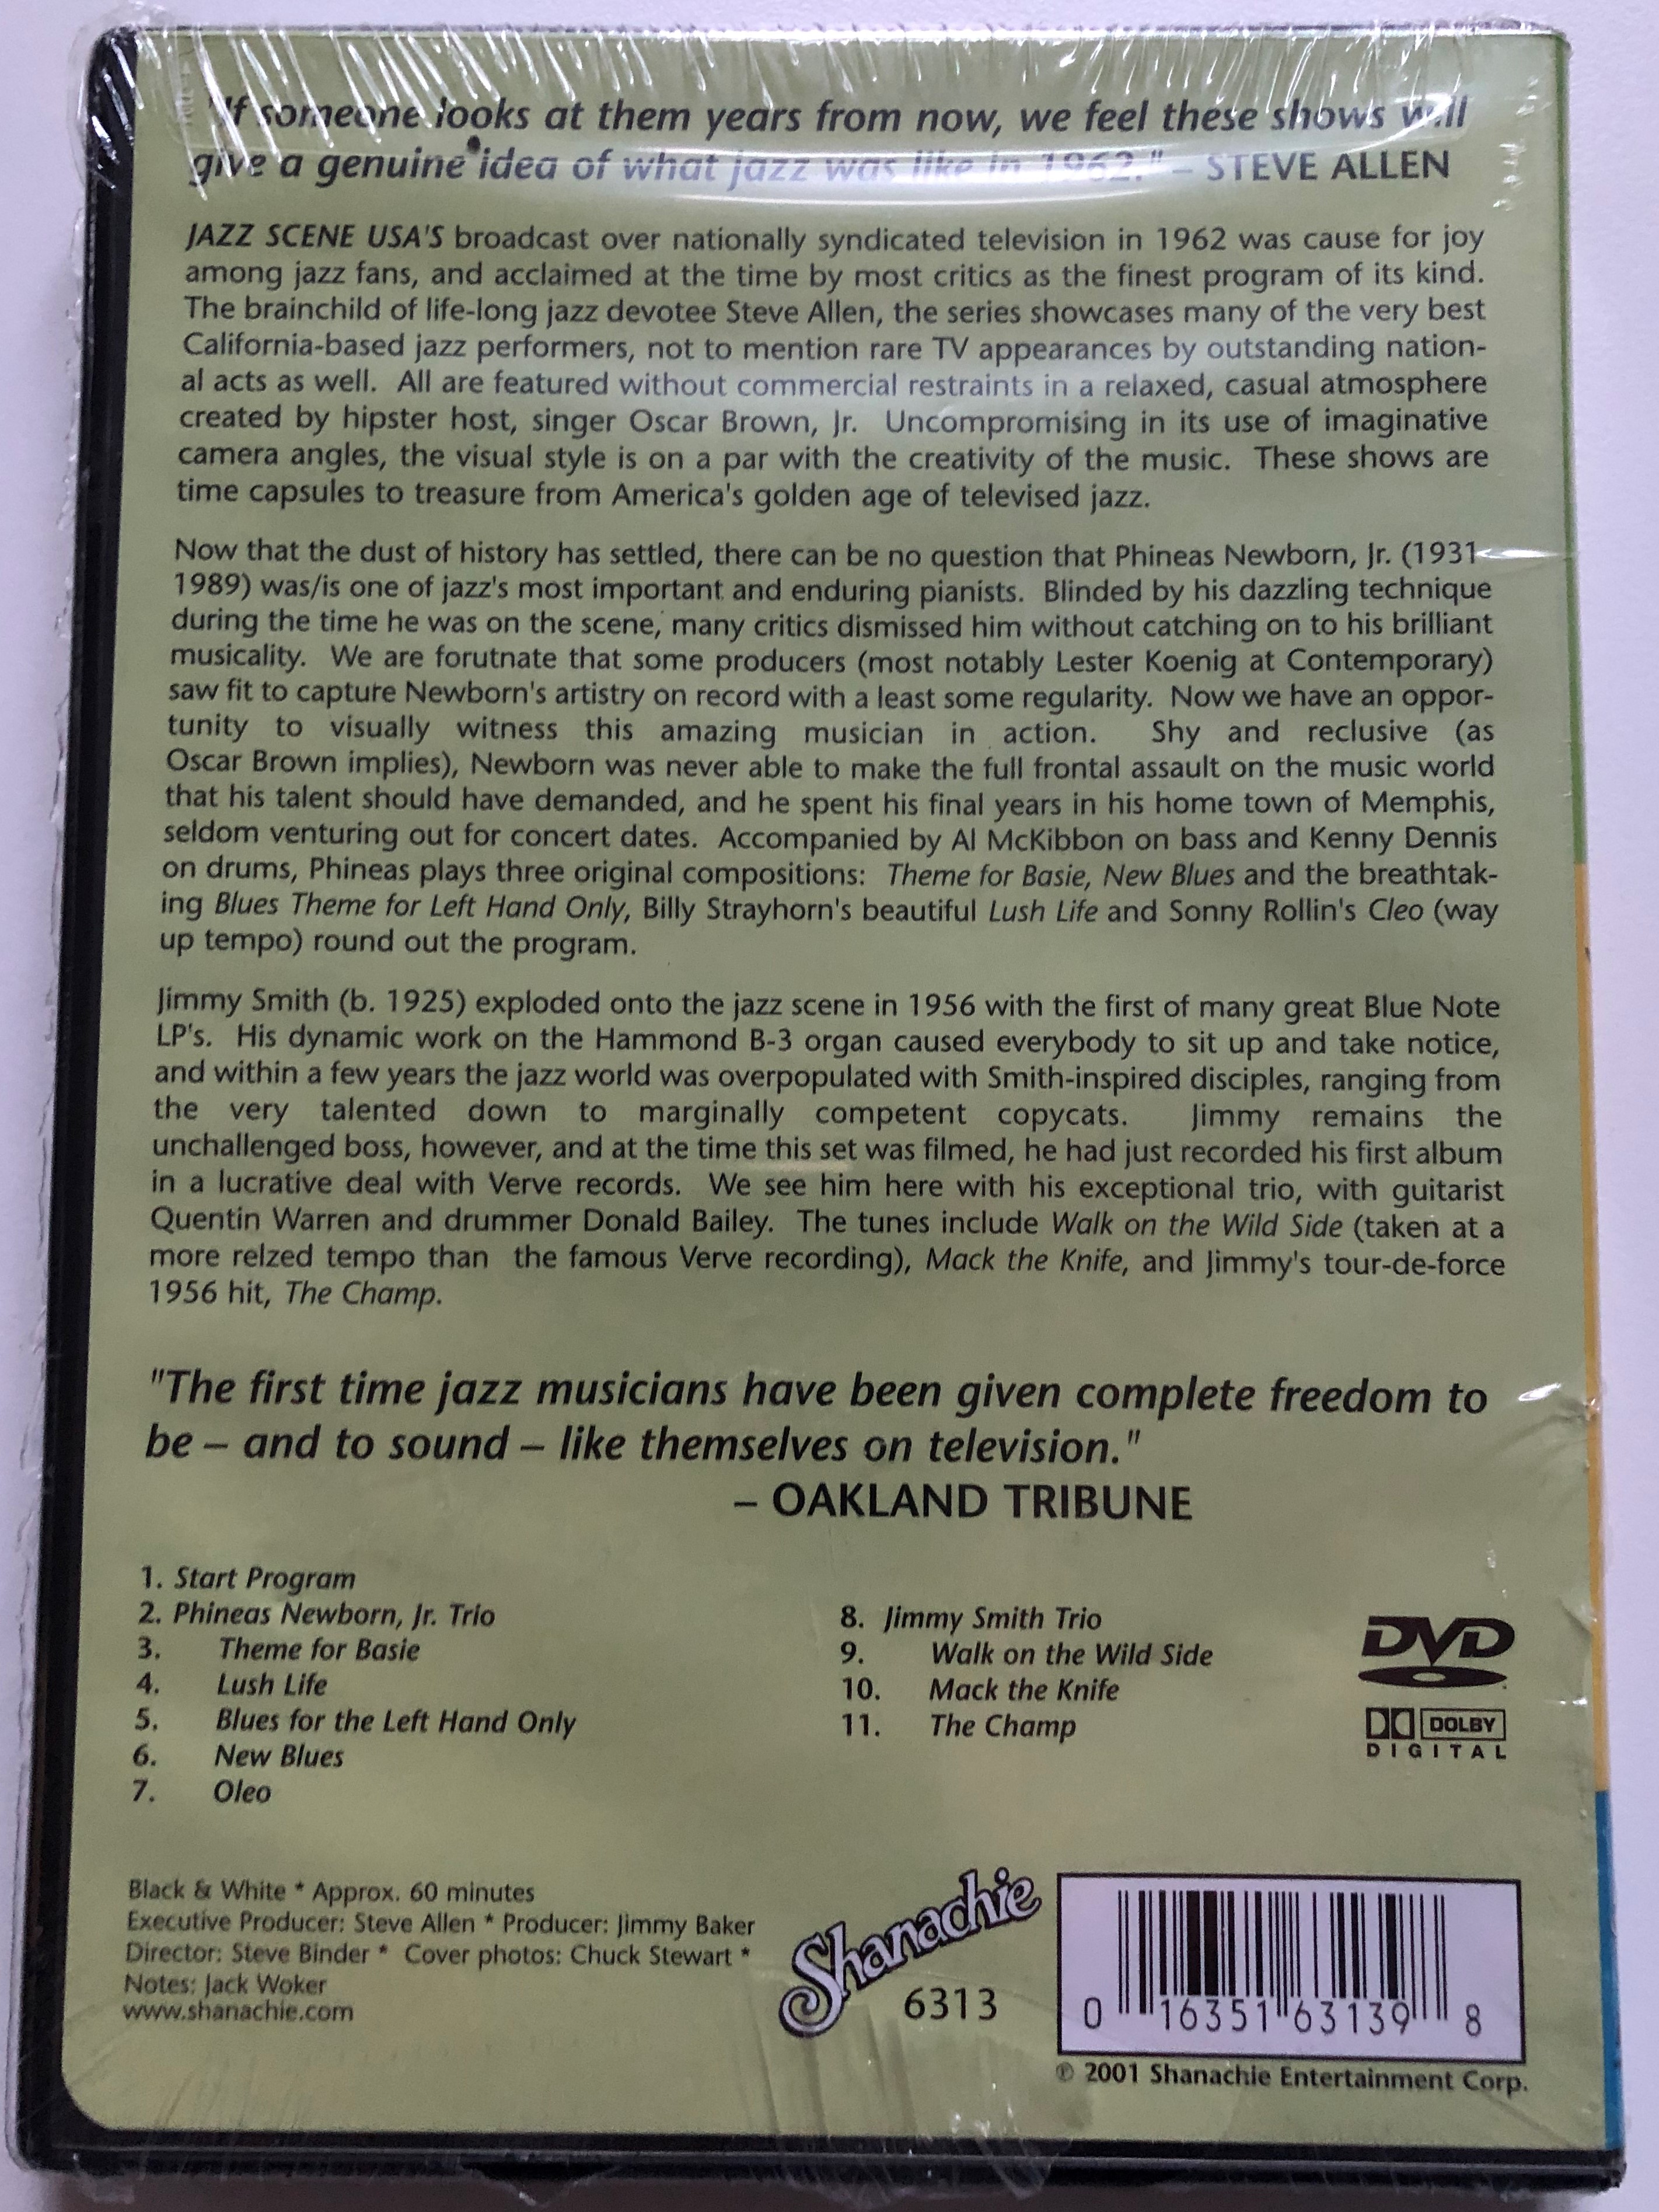 "If someone looks at them years from now, we feel these shows will
give a genuine idea of what jazz was like in 1962." – STEVE ALLEN
JAZZ SCENE USA'S broadcast over nationally syndicated television in 1962 was cause for joy
among jazz fans, and acclaimed at the time by most critics as the finest program of its kind.
The brainchild of life-long jazz devotee Steve Allen, the series showcases many of the very best
California-based jazz performers, not to mention rare TV appearances by outstanding nation-
al acts as well. All are featured without commercial restraints in a relaxed, casual atmosphere
created by hipster host, singer Oscar Brown, Jr. Uncompromising in its use of imaginative
camera angles, the visual style is on a par with the creativity of the music. These shows are
time capsules to treasure from America's golden age of televised jazz.
Now that the dust of history has settled, there can be no question that Phineas Newborn, Jr. (1931-
1989) was/is one of jazz's most important and enduring pianists. Blinded by his dazzling technique
during the time he was on the scene, many critics dismissed him without catching on to his brilliant
musicality. We are forutnate that some producers (most notably Lester Koenig at Contemporary)
saw fit to capture Newborn's artistry on record with a least some regularity. Now we have an oppor-
tunity to visually witness this amazing musician in action. Shy and reclusive (as
Oscar Brown implies), Newborn was never able to make the full frontal assault on the music world
that his talent should have demanded, and he spent his final years in his home town of Memphis,
seldom venturing out for concert dates. Accompanied by Al McKibbon on bass and Kenny Dennis
on drums, Phineas plays three original compositions: Theme for Basie, New Blues and the breathtak-
ing Blues Theme for Left Hand Only, Billy Strayhorn's beautiful Lush Life and Sonny Rollin's Cleo (way
up tempo) round out the program.
Jimmy Smith (b. 1925) exploded onto the jazz scene in 1956 with the first of many great Blue Note
LP's. His dynamic work on the Hammond B-3 organ caused everybody to sit up and take notice,
and within a few years the jazz world was overpopulated with Smith-inspired disciples, ranging from
the very talented down to marginally competent copycats. Jimmy remains the
unchallenged boss, however, and at the time this set was filmed, he had just recorded his first album
in a lucrative deal with Verve records. We see him here with his exceptional trio, with guitarist
Quentin Warren and drummer Donald Bailey. The tunes include Walk on the Wild Side (taken at a
more relzed tempo than the famous Verve recording), Mack the Knife, and Jimmy's tour-de-force
1956 hit, The Champ.
"The first time jazz musicians have been given complete freedom to
be – and to sound – like themselves on television."
– OAKLAND TRIBUNE
1. Start Program
2. Phineas Newborn, Jr. Trio
3. Theme for Basie
4. Lush Life
5. Blues for the Left Hand Only
6. New Blues
7. Oleo
8. Jimmy Smith Trio
9. Walk on the Wild Side
10. Mack the Knife
11. The Champ
DVD
DOLBY
DIGITAL
Black & White * Approx. 60 minutes
Executive Producer: Steve Allen * Producer: Jimmy Baker
Director: Steve Binder * Cover photos: Chuck Stewart *
Notes: Jack Woker
www.shanachie.com
Shanachie
6313
0 16351 63139 8
℗ 2001 Shanachie Entertainment Corp.